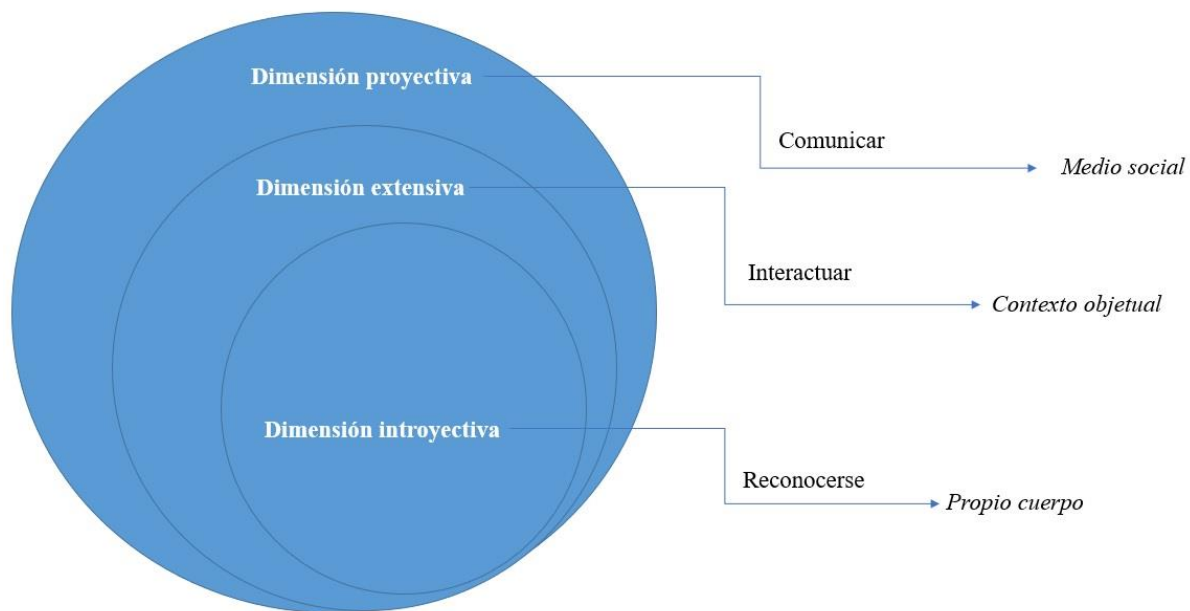 Dimensión proyectiva
Comunicar
Medio social
Dimensión extensiva
Interactuar
Contexto objetual
Dimensión introyectiva
Reconocerse
Propio cuerpo